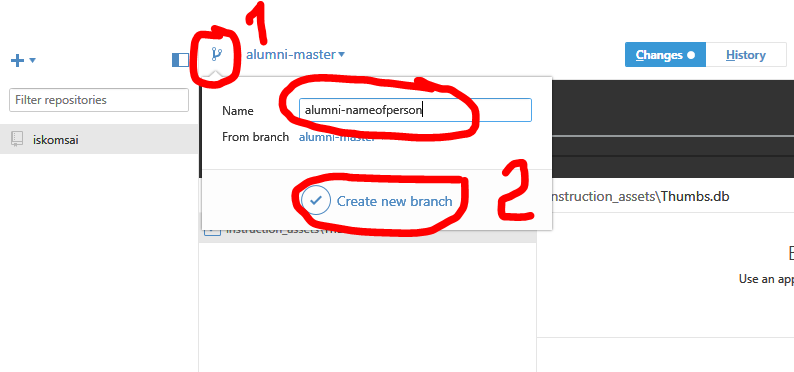 1
alumni-master
Changes
History
Filter repositories
Name
alumni-nameofperson
From branch
alumni-master
iskomsai
Create new branch
2
instruction_assets\Thumbs.db
instruction_assets\
Use an app